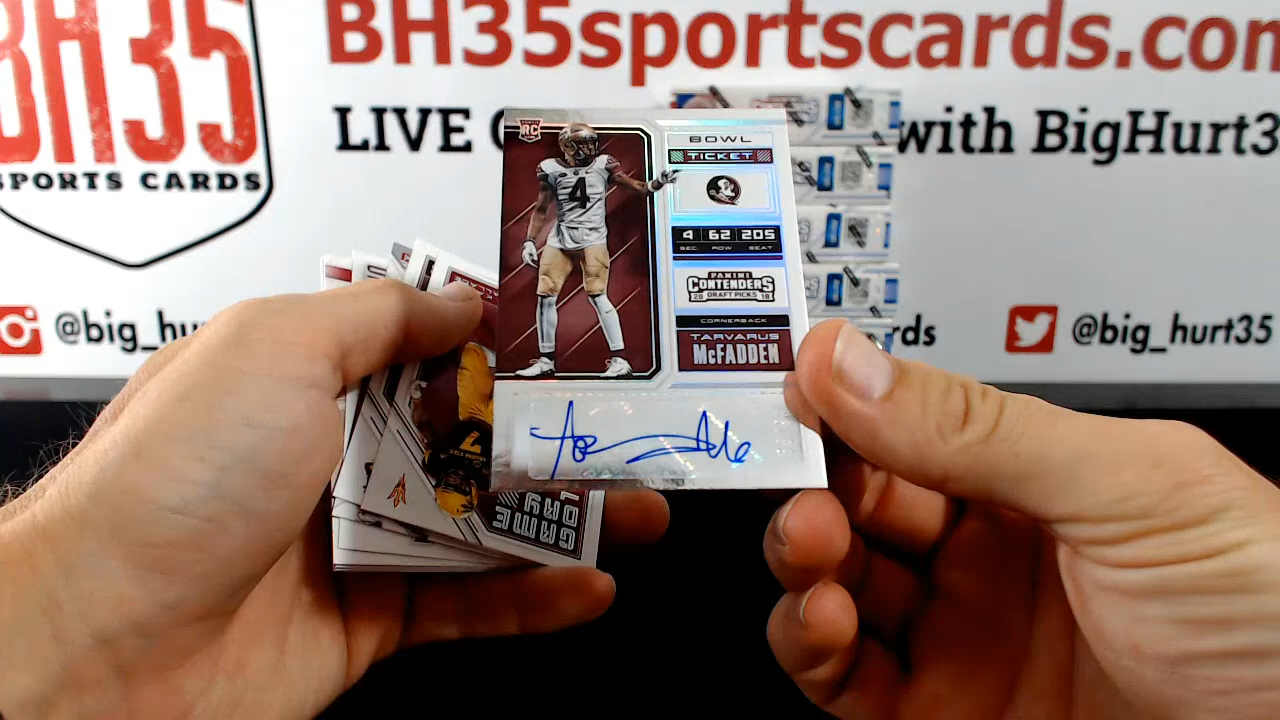 BH35
SPORTS CARDS
BH35sportscards.com
LIVE
with BigHurt3
@big_hurt35
RC
BOWL
TICKET
4
4 62 205
SEC. ROW SEAT
PANINI
CONTENDERS
20 DRAFT PICKS 18
CORNERBACK
TARVARUS
McFADDEN
GAME
DAY
@big_hu
rds